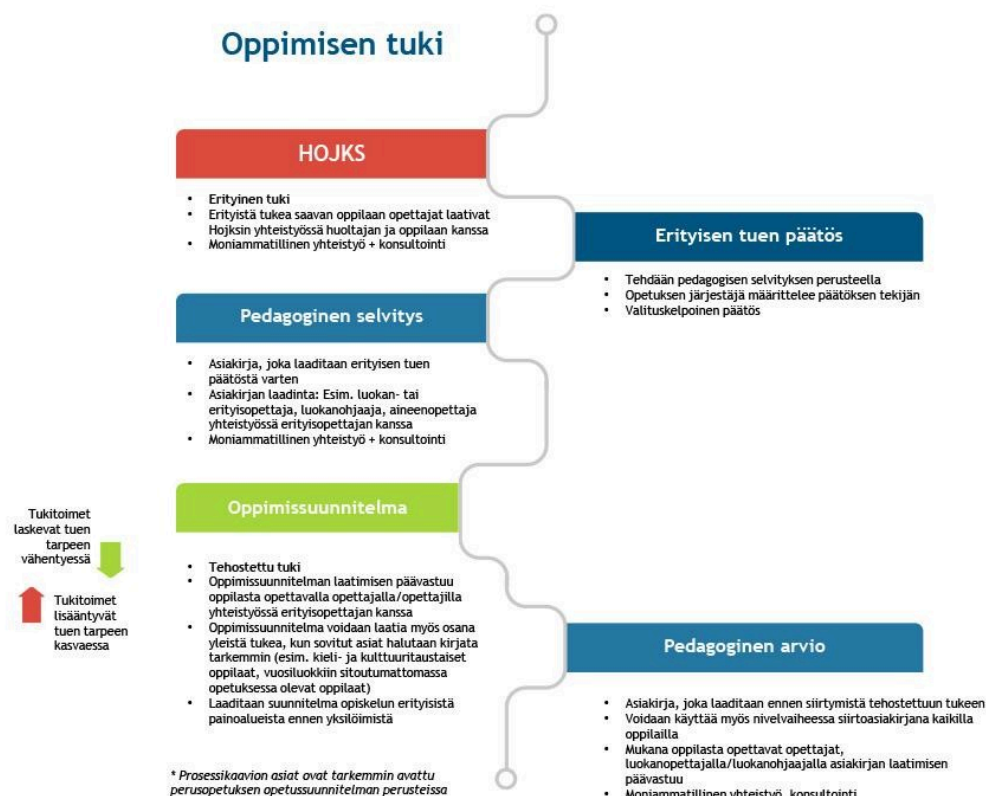 Oppimisen tuki
HOJKS
• Erityinen tuki
• Erityistä tukea saavan oppilaan opettajat laativat
Hojksin yhteistyössä huoltajan ja oppilaan kanssa
• Moniammatillinen yhteistyö + konsultointi
Erityisen tuen päätös
• Tehdään pedagogisen selvityksen perusteella
• Opetuksen järjestäjä määrittelee päätöksen tekijän
• Valituskelpoinen päätös
Pedagoginen selvitys
• Asiakirja, joka laaditaan erityisen tuen
päätöstä varten
• Asiakirjan laadinta: Esim. luokan- tai
erityisopettaja, luokanohjaaja, aineenopettaja
yhteistyössä erityisopettajan kanssa
• Moniammatillinen yhteistyö + konsultointi
Oppimissuunnitelma
Tukitoimet
laskevat tuen
tarpeen
vähentyessä
Tukitoimet
lisääntyvät
tuen tarpeen
kasvaessa
• Tehostettu tuki
• Oppimissuunnitelman laatimisen päävastuu
oppilasta opettavalla opettajalla/opettajilla
yhteistyössä erityisopettajan kanssa
• Oppimissuunnitelma voidaan laatia myös osana
yleistä tukea, kun sovitut asiat halutaan kirjata
tarkemmin (esim. kieli- ja kulttuuritaustaiset
oppilaat, vuosiluokkiin sitoutumattomassa
opetuksessa olevat oppilaat)
• Laaditaan suunnitelma opiskelun erityisistä
painoalueista ennen yksilöimistä
Pedagoginen arvio
• Asiakirja, joka laaditaan ennen siirtymistä tehostettuun tukeen
• Voidaan käyttää myös nivelvaiheessa siirtoasiakirjana kaikilla
oppilailla
• Mukana oppilasta opettavat opettajat,
luokanopettajalla/luokanohjaajalla asiakirjan laatimisen
päävastuu
• Moniammatillinen yhteistyö, konsultointi
* Prosessikaavion asiat ovat tarkemmin avattu
perusopetuksen opetussuunnitelman perusteissa